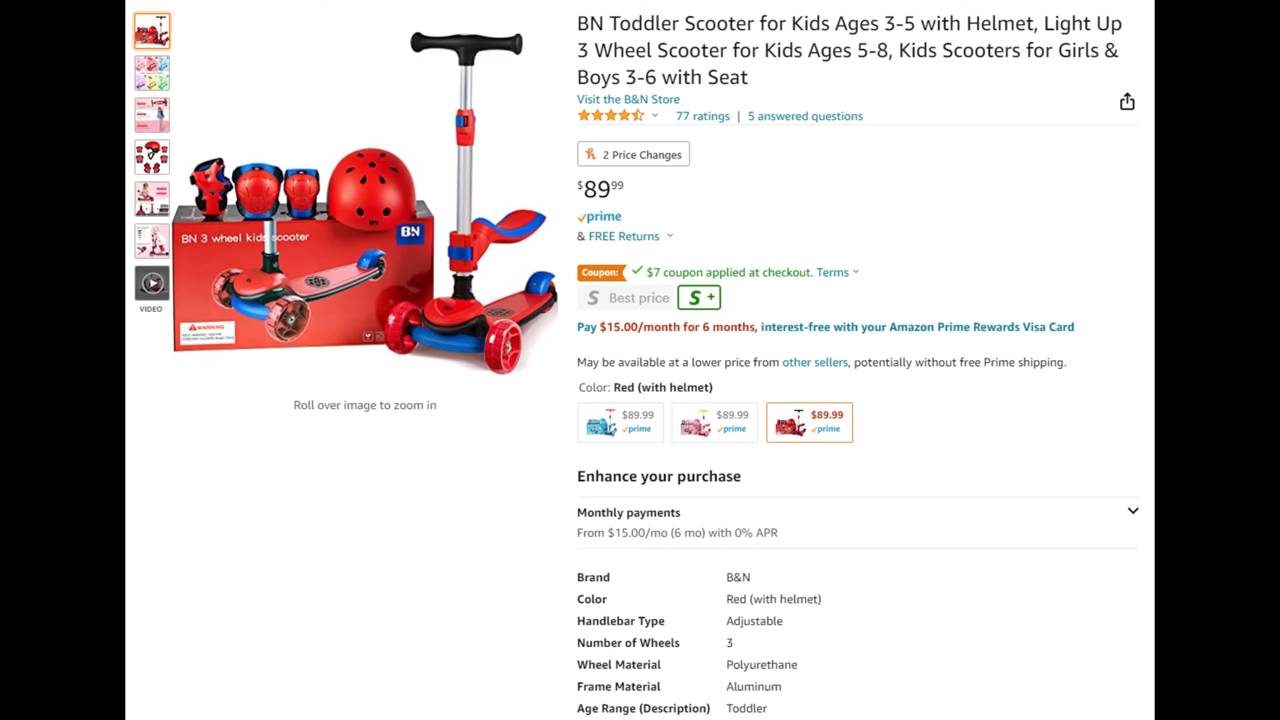 BN Toddler Scooter for Kids Ages 3-5 with Helmet, Light Up
3 Wheel Scooter for Kids Ages 5-8, Kids Scooters for Girls &
Boys 3-6 with Seat
Visit the B&N Store
77 ratings | 5 answered questions
2 Price Changes
$89.99
prime
& FREE Returns
Coupon: $7 coupon applied at checkout. Terms
S Best price S +
Pay $15.00/month for 6 months, interest-free with your Amazon Prime Rewards Visa Card
May be available at a lower price from other sellers, potentially without free Prime shipping.
Color: Red (with helmet)
$89.99 $89.99 $89.99
prime prime prime
Enhance your purchase
Monthly payments
From $15.00/mo (6 mo) with 0% APR
Brand B&N
Color Red (with helmet)
Handlebar Type Adjustable
Number of Wheels 3
Wheel Material Polyurethane
Frame Material Aluminum
Age Range (Description) Toddler
BN
BN 3 wheel kids scooter
BN
WARNING
VIDEO
Roll over image to zoom in